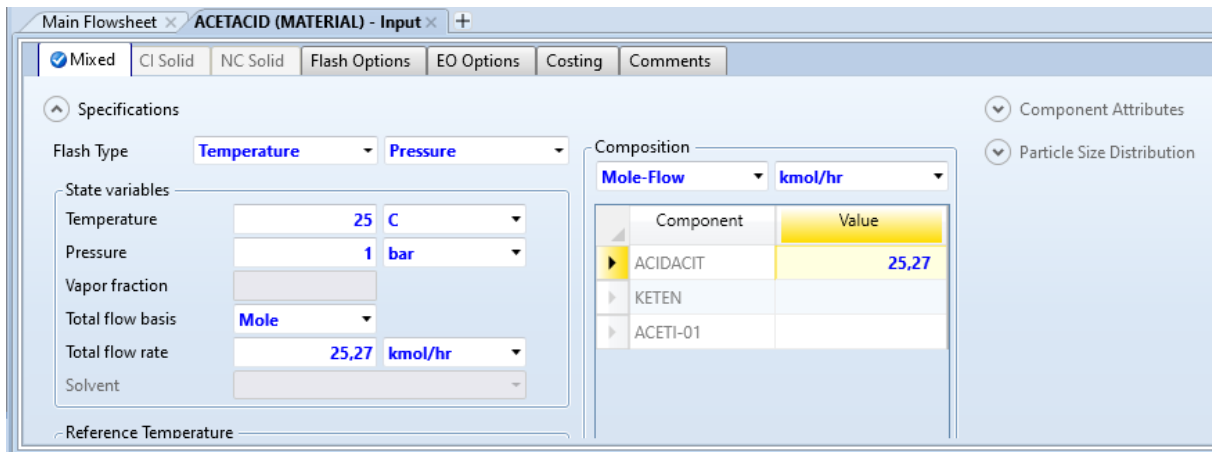 Main Flowsheet × ACETACID (MATERIAL) - Input × +
Mixed CI Solid NC Solid Flash Options EO Options Costing Comments
Specifications
Flash Type Temperature Pressure
State variables
Temperature 25 C
Pressure 1 bar
Vapor fraction
Total flow basis Mole
Total flow rate 25,27 kmol/hr
Solvent
Reference Temperature
Composition
Mole-Flow kmol/hr
Component Value
ACIDACIT 25,27
KETEN
ACETI-01
Component Attributes
Particle Size Distribution